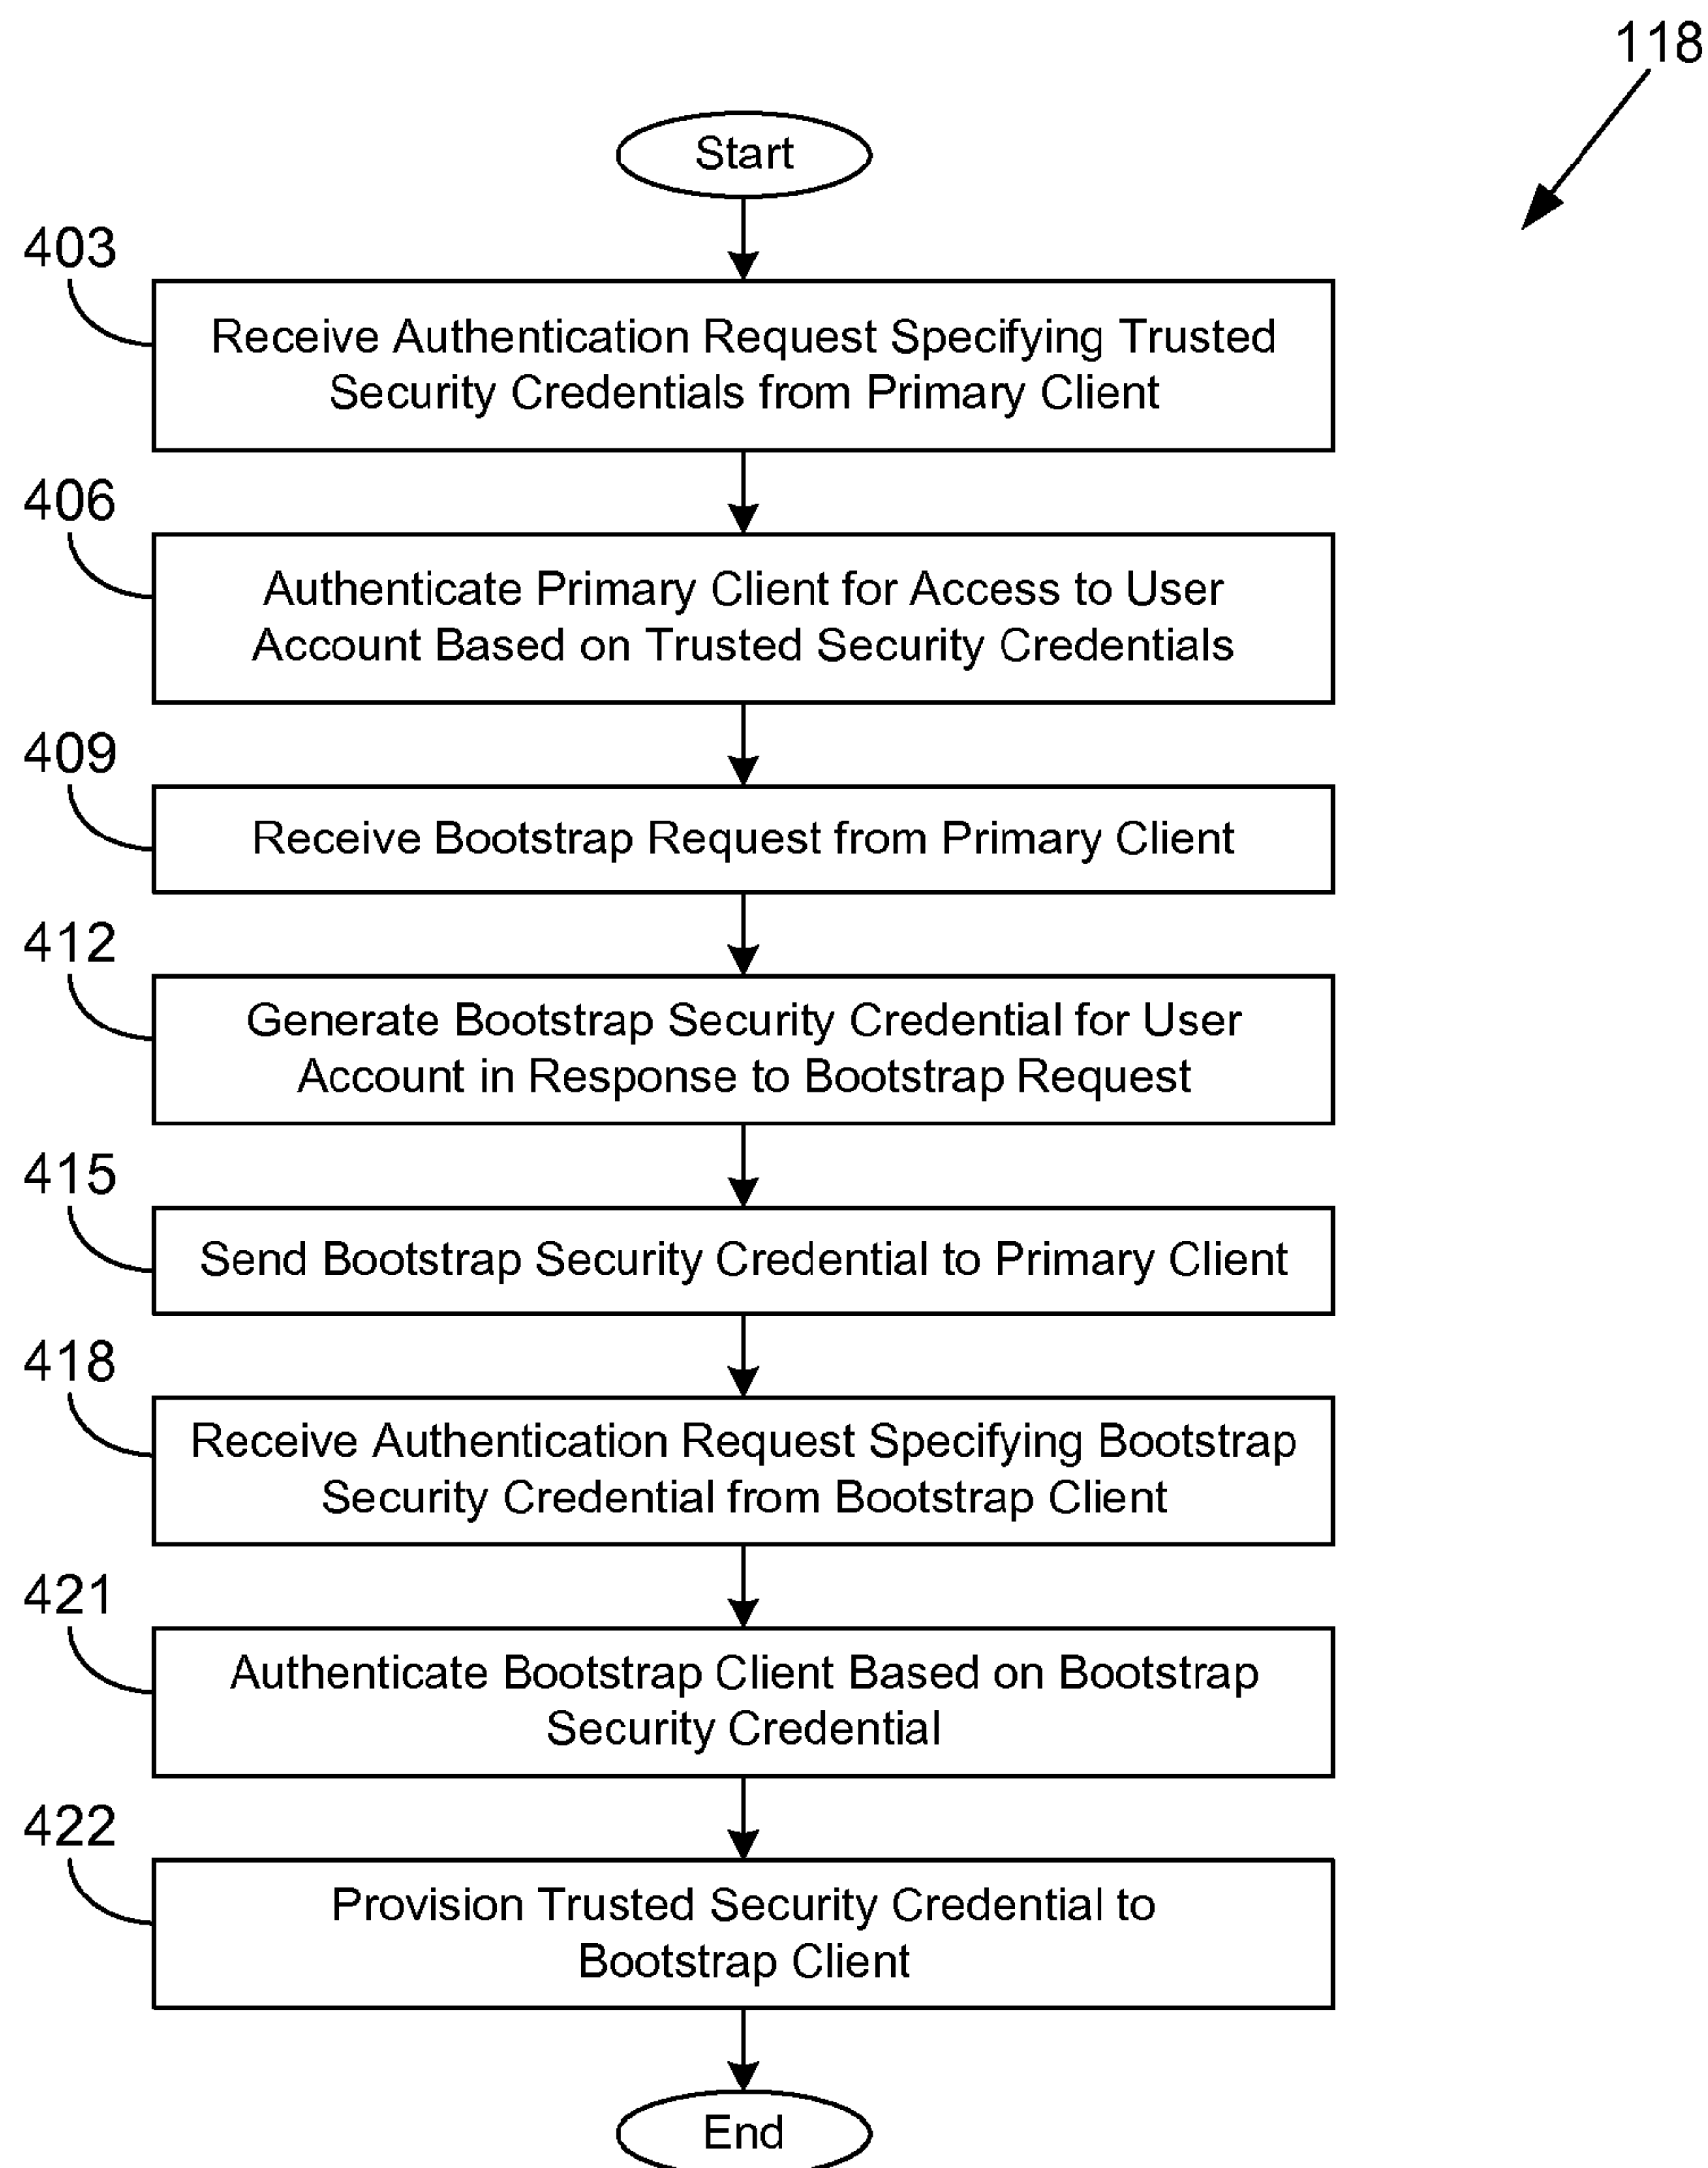 118
Start
403
Receive Authentication Request Specifying Trusted
Security Credentials from Primary Client
406
Authenticate Primary Client for Access to User
Account Based on Trusted Security Credentials
409
Receive Bootstrap Request from Primary Client
412
Generate Bootstrap Security Credential for User
Account in Response to Bootstrap Request
415
Send Bootstrap Security Credential to Primary Client
418
Receive Authentication Request Specifying Bootstrap
Security Credential from Bootstrap Client
421
Authenticate Bootstrap Client Based on Bootstrap
Security Credential
422
Provision Trusted Security Credential to
Bootstrap Client
End